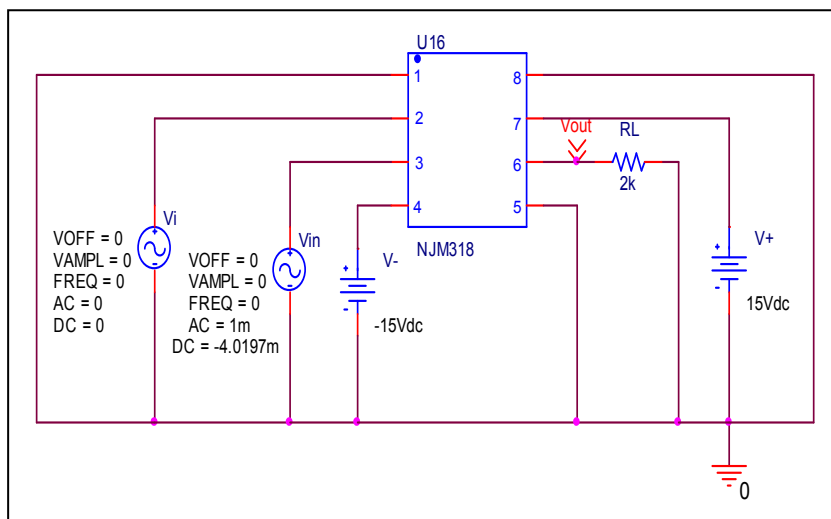 U16
1
8
2
7
Vout
RL
3
6
2k
4
5
Vi
VOFF = 0
VAMPL = 0
FREQ = 0
AC = 0
DC = 0
Vin
VOFF = 0
VAMPL = 0
FREQ = 0
AC = 1m
DC = -4.0197m
V-
-15Vdc
NJM318
V+
15Vdc
0